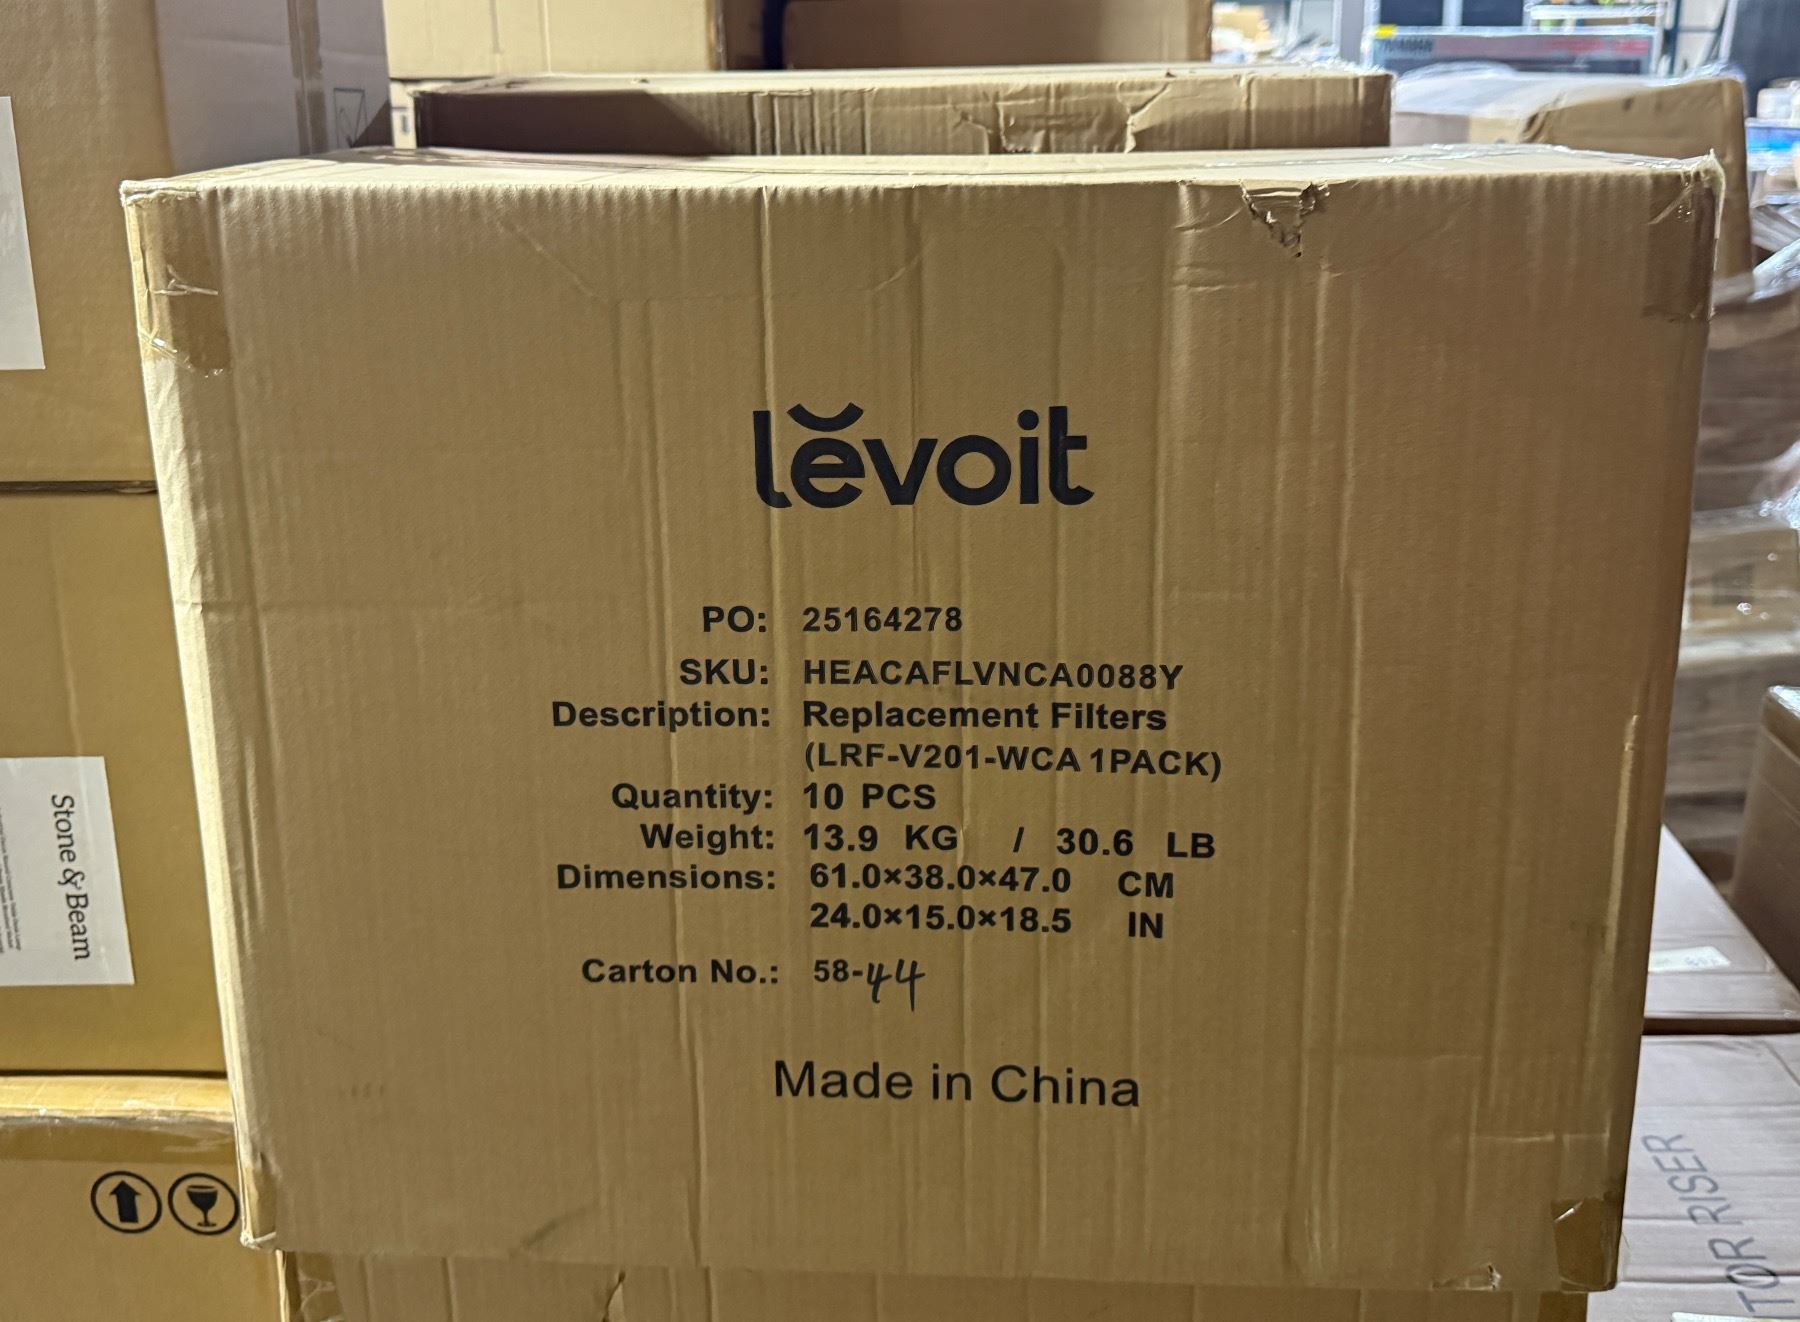 lĕvoit
PO: 25164278
SKU: HEACAFLVNCA0088Y
Description: Replacement Filters
(LRF-V201-WCA 1PACK)
Quantity: 10 PCS
Weight: 13.9 KG / 30.6 LB
Dimensions: 61.0×38.0×47.0 CM
24.0×15.0×18.5 IN
Carton No.: 58-44
Made in China
Stone & Beam
TOR RISER